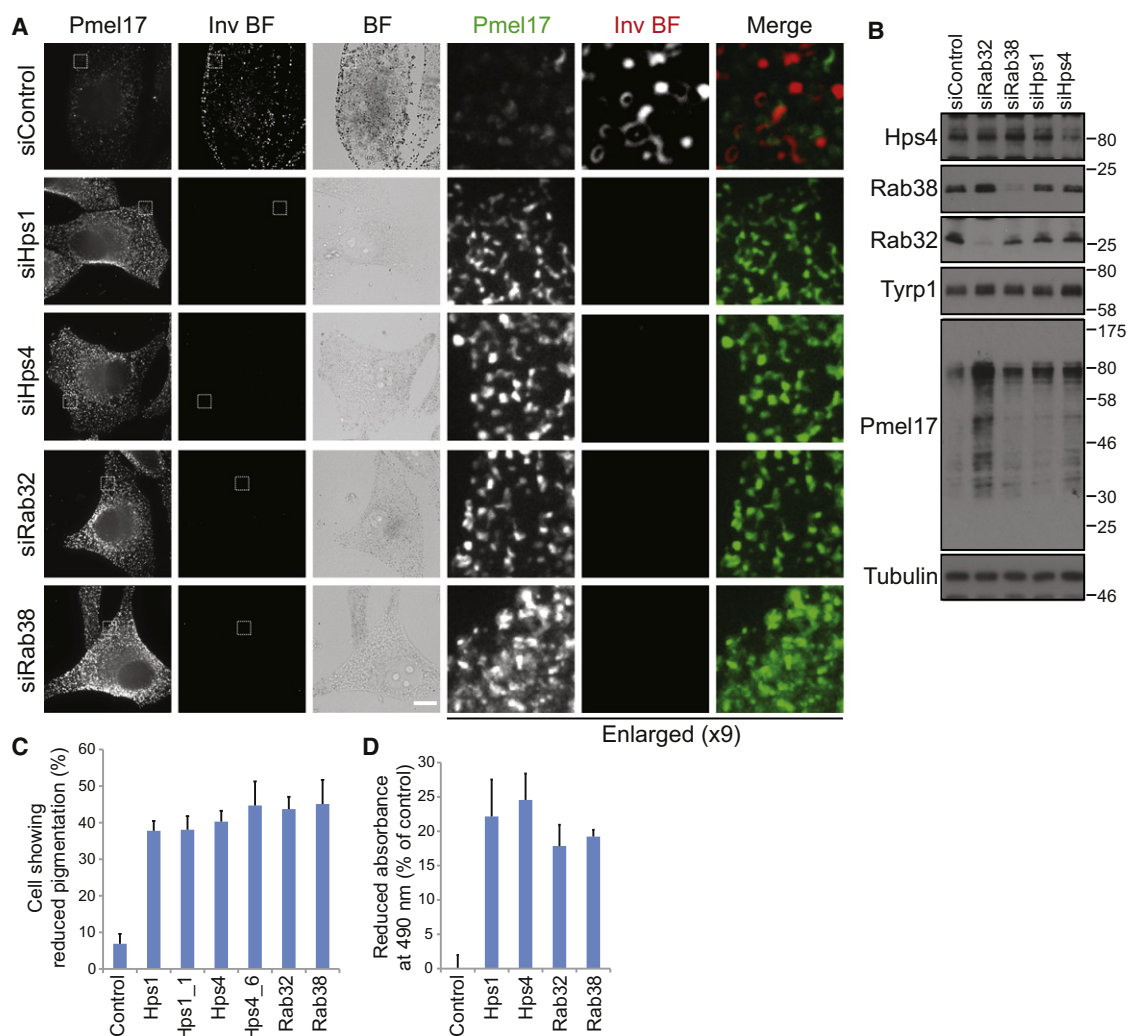 A
Pmel17
Inv BF
BF
Pmel17
Inv BF
Merge
siControl
siHps1
siHps4
siRab32
siRab38
Enlarged (x9)
B
siControl
siRab32
siRab38
siHps1
siHps4
Hps4
80
25
Rab38
Rab32
25
80
Tyrp1
58
175
80
58
Pmel17
46
30
25
Tubulin
46
C
Cell showing
reduced pigmentation (%)
60
50
40
30
20
10
0
Control
Hps1
Hps1_1
Hps4
Hps4_6
Rab32
Rab38
D
Reduced absorbance
at 490 nm (% of control)
30
25
20
15
10
5
0
Control
Hps1
Hps4
Rab32
Rab38